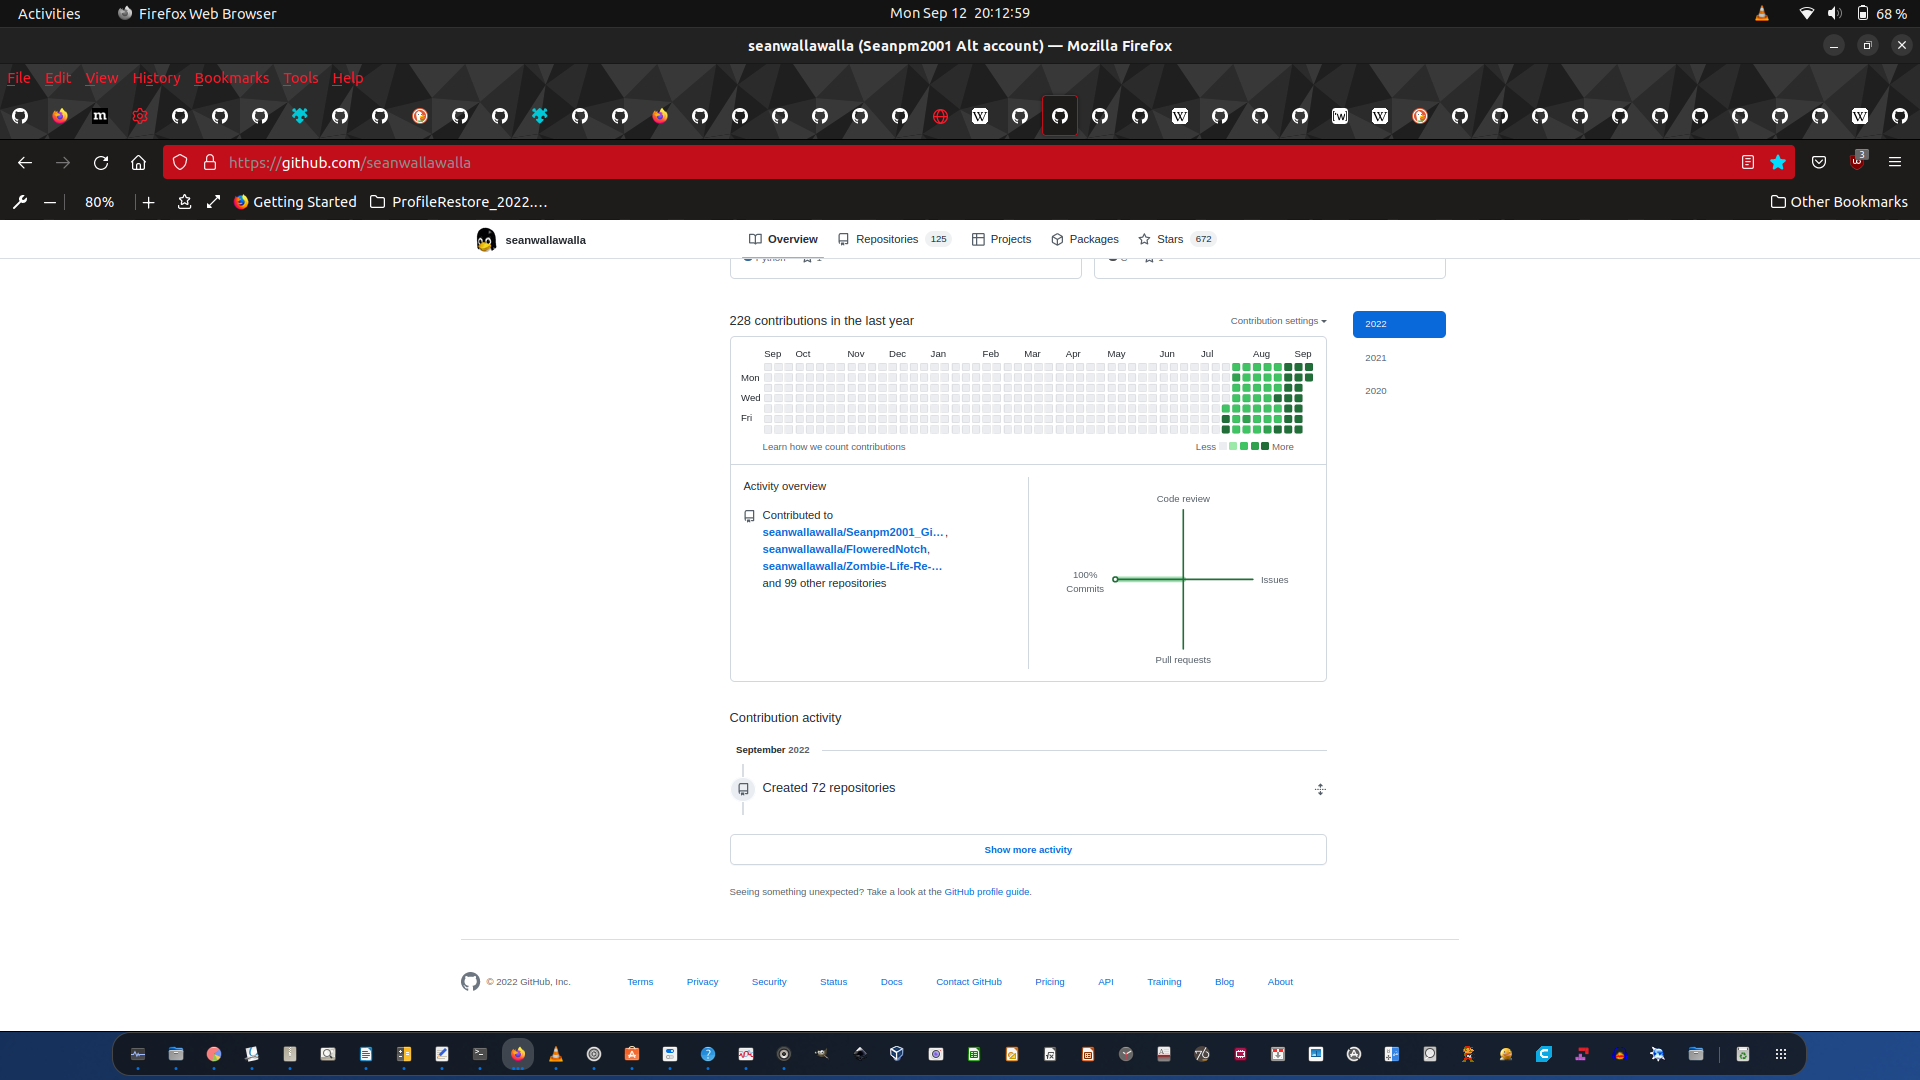 Activities Firefox Web Browser Mon Sep 12 20:12:59 68 %
seanwallawalla (Seanpm2001 Alt account) — Mozilla Firefox
File Edit View History Bookmarks Tools Help
https://github.com/seanwallawalla 3
80% Getting Started ProfileRestore_2022.… Other Bookmarks
seanwallawalla Overview Repositories 125 Projects Packages Stars 672
228 contributions in the last year Contribution settings 2022
2021
2020
Sep Oct Nov Dec Jan Feb Mar Apr May Jun Jul Aug Sep
Mon
Wed
Fri
Learn how we count contributions Less More
Activity overview
Contributed to
seanwallawalla/Seanpm2001_Gi…,
seanwallawalla/FloweredNotch,
seanwallawalla/Zombie-Life-Re-…
and 99 other repositories
Code review
100%
Commits
Issues
Pull requests
Contribution activity
September 2022
Created 72 repositories
Show more activity
Seeing something unexpected? Take a look at the GitHub profile guide.
© 2022 GitHub, Inc. Terms Privacy Security Status Docs Contact GitHub Pricing API Training Blog About